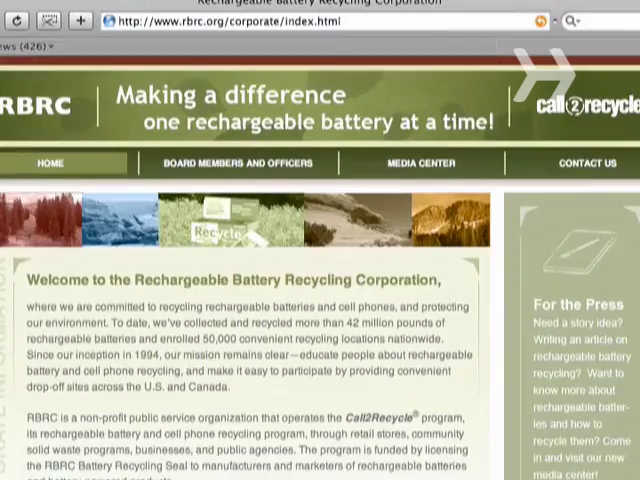 Rechargeable Battery Recycling Corporation
http://www.rbrc.org/corporate/index.html
ews (426)
RBRC
Making a difference
one rechargeable battery at a time!
call2recycle
HOME
BOARD MEMBERS AND OFFICERS
MEDIA CENTER
CONTACT US
Recycle
Welcome to the Rechargeable Battery Recycling Corporation,
where we are committed to recycling rechargeable batteries and cell phones, and protecting
our environment. To date, we've collected and recycled more than 42 million pounds of
rechargeable batteries and enrolled 50,000 convenient recycling locations nationwide.
Since our inception in 1994, our mission remains clear—educate people about rechargeable
battery and cell phone recycling, and make it easy to participate by providing convenient
drop-off sites across the U.S. and Canada.
RBRC is a non-profit public service organization that operates the Call2Recycle® program,
its rechargeable battery and cell phone recycling program, through retail stores, community
solid waste programs, businesses, and public agencies. The program is funded by licensing
the RBRC Battery Recycling Seal to manufacturers and marketers of rechargeable batteries
and battery-powered products.
For the Press
Need a story idea?
Writing an article on
rechargeable battery
recycling? Want to
know more about
rechargeable batter-
ies and how to
recycle them? Come
in and visit our new
media center!